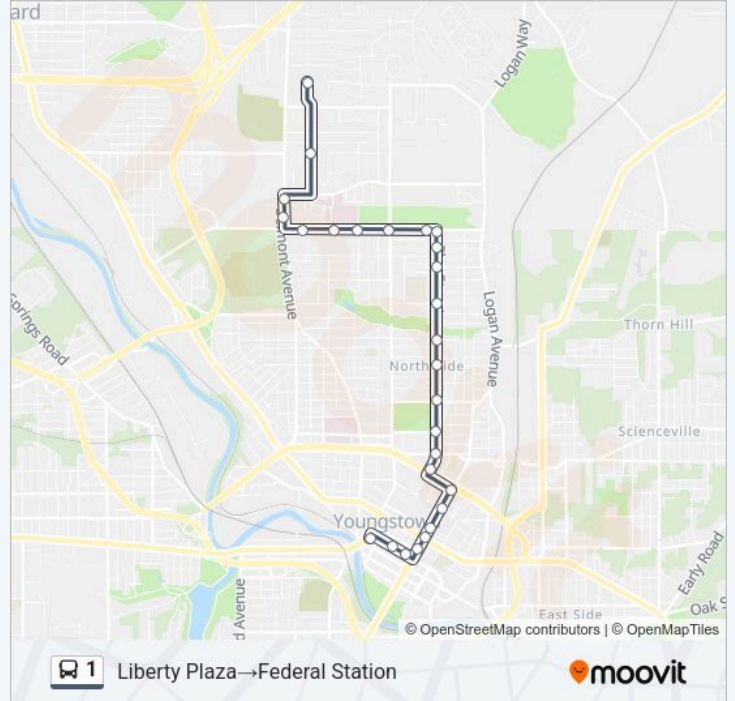 ard
Logan Way
mont Avenue
Springs Road
Logan Avenue
Thorn Hill
North Side
Scienceville
Youngstow
Early Road
d Avenue
East Side
Oak S
© OpenStreetMap contributors | © OpenMapTiles
1 Liberty Plaza→Federal Station
moovit